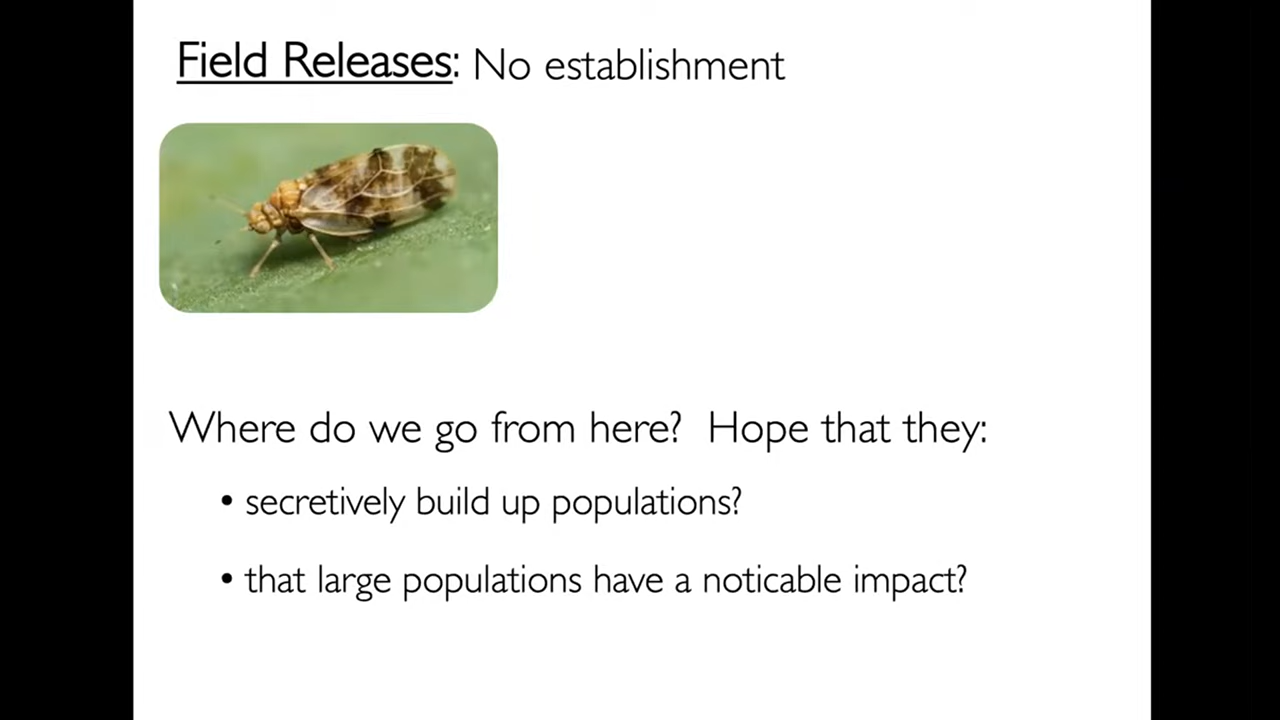 Field Releases: No establishment
Where do we go from here? Hope that they:
• secretively build up populations?
• that large populations have a noticable impact?